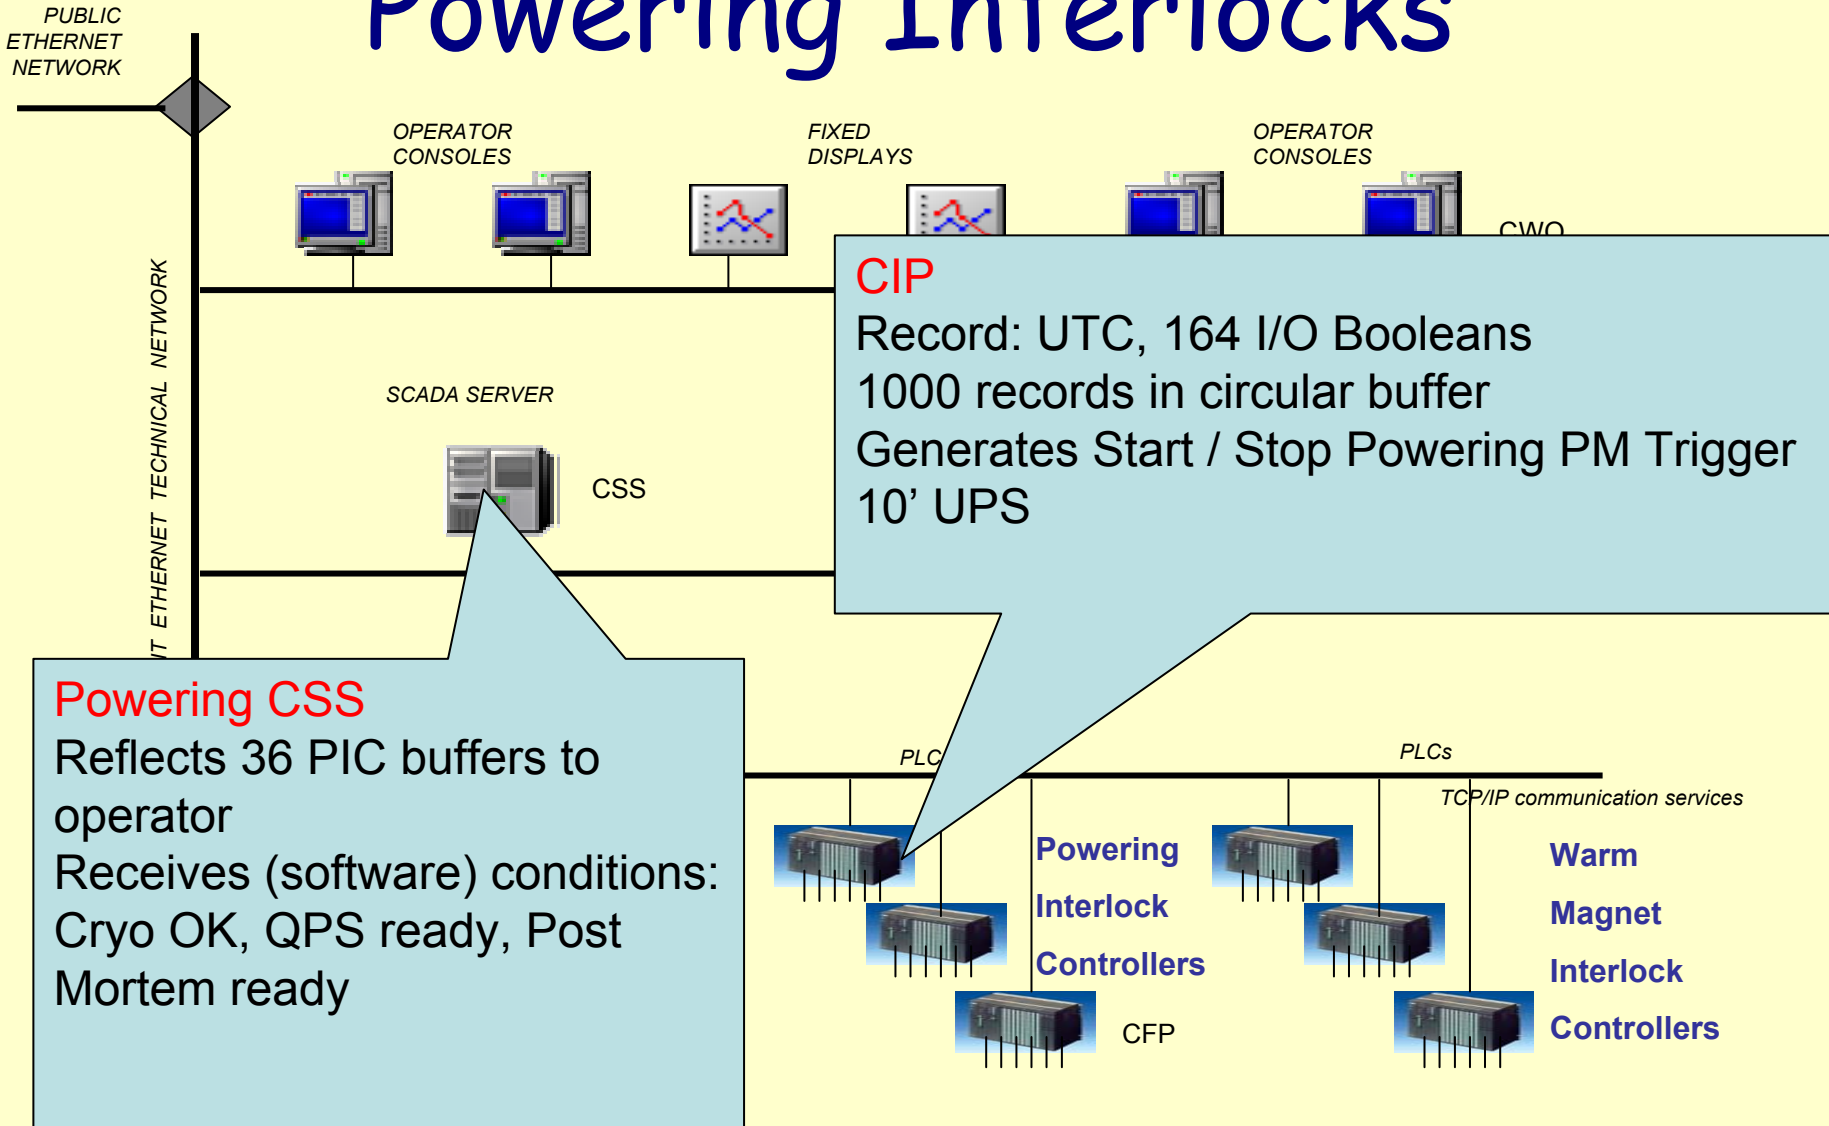 Powering Interlocks
PUBLIC
ETHERNET
NETWORK
OPERATOR
CONSOLES
FIXED
DISPLAYS
OPERATOR
CONSOLES
CWO
ETHERNET TECHNICAL NETWORK
SCADA SERVER
CSS
CIP
Record: UTC, 164 I/O Booleans
1000 records in circular buffer
Generates Start / Stop Powering PM Trigger
10’ UPS
Powering CSS
Reflects 36 PIC buffers to
operator
Receives (software) conditions:
Cryo OK, QPS ready, Post
Mortem ready
PLC
PLCs
TCP/IP communication services
Powering
Interlock
Controllers
CFP
Warm
Magnet
Interlock
Controllers